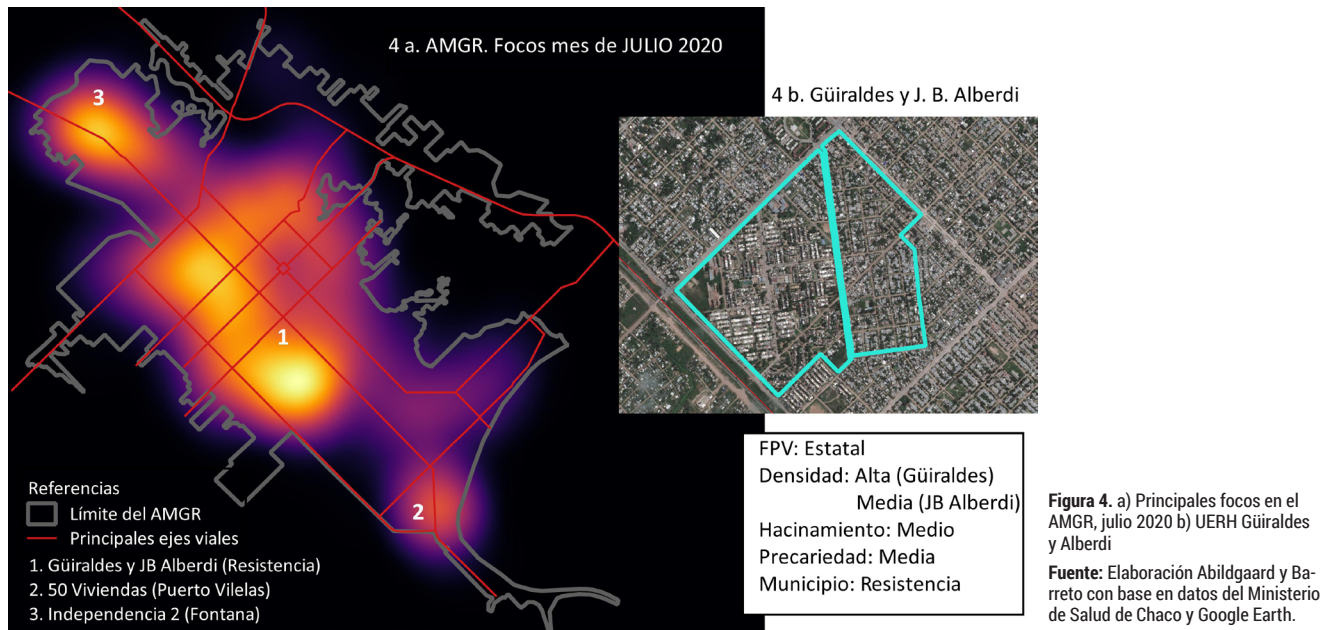 4 a. AMGR. Focos mes de JULIO 2020
3
1
2
Referencias
Límite del AMGR
Principales ejes viales
1. Güiraldes y JB Alberdi (Resistencia)
2. 50 Viviendas (Puerto Vilelas)
3. Independencia 2 (Fontana)
4 b. Güiraldes y J. B. Alberdi
FPV: Estatal
Densidad: Alta (Güiraldes)
Media (JB Alberdi)
Hacinamiento: Medio
Precariedad: Media
Municipio: Resistencia
Figura 4. a) Principales focos en el
AMGR, julio 2020 b) UERH Güiraldes
y Alberdi
Fuente: Elaboración Abildgaard y Ba-
rreto con base en datos del Ministerio
de Salud de Chaco y Google Earth.